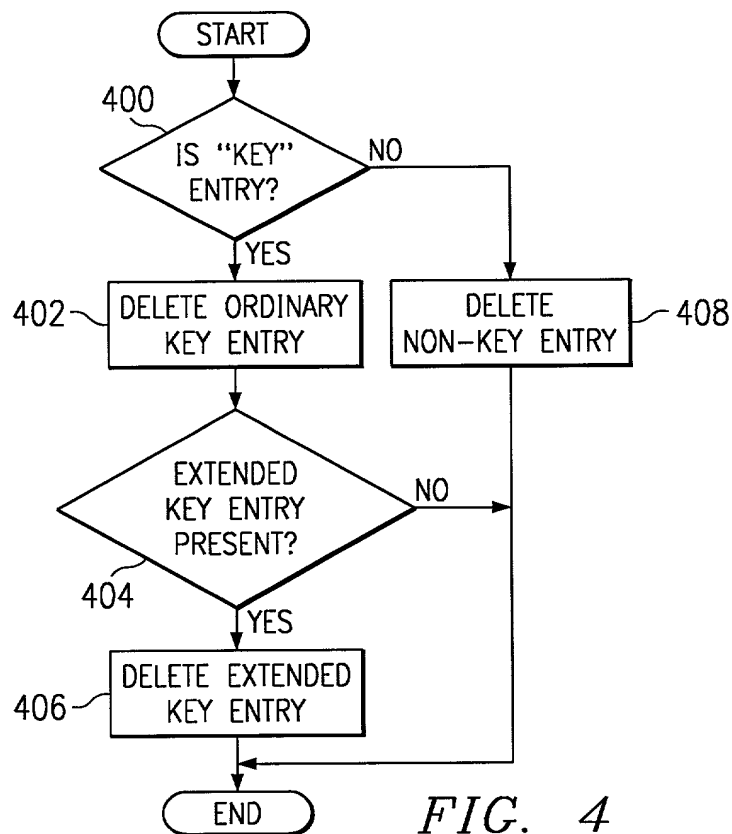 START
400
IS "KEY"
ENTRY?
NO
YES
402
DELETE ORDINARY
KEY ENTRY
DELETE
NON-KEY ENTRY
408
EXTENDED
KEY ENTRY
PRESENT?
NO
404
YES
406
DELETE EXTENDED
KEY ENTRY
END
FIG. 4